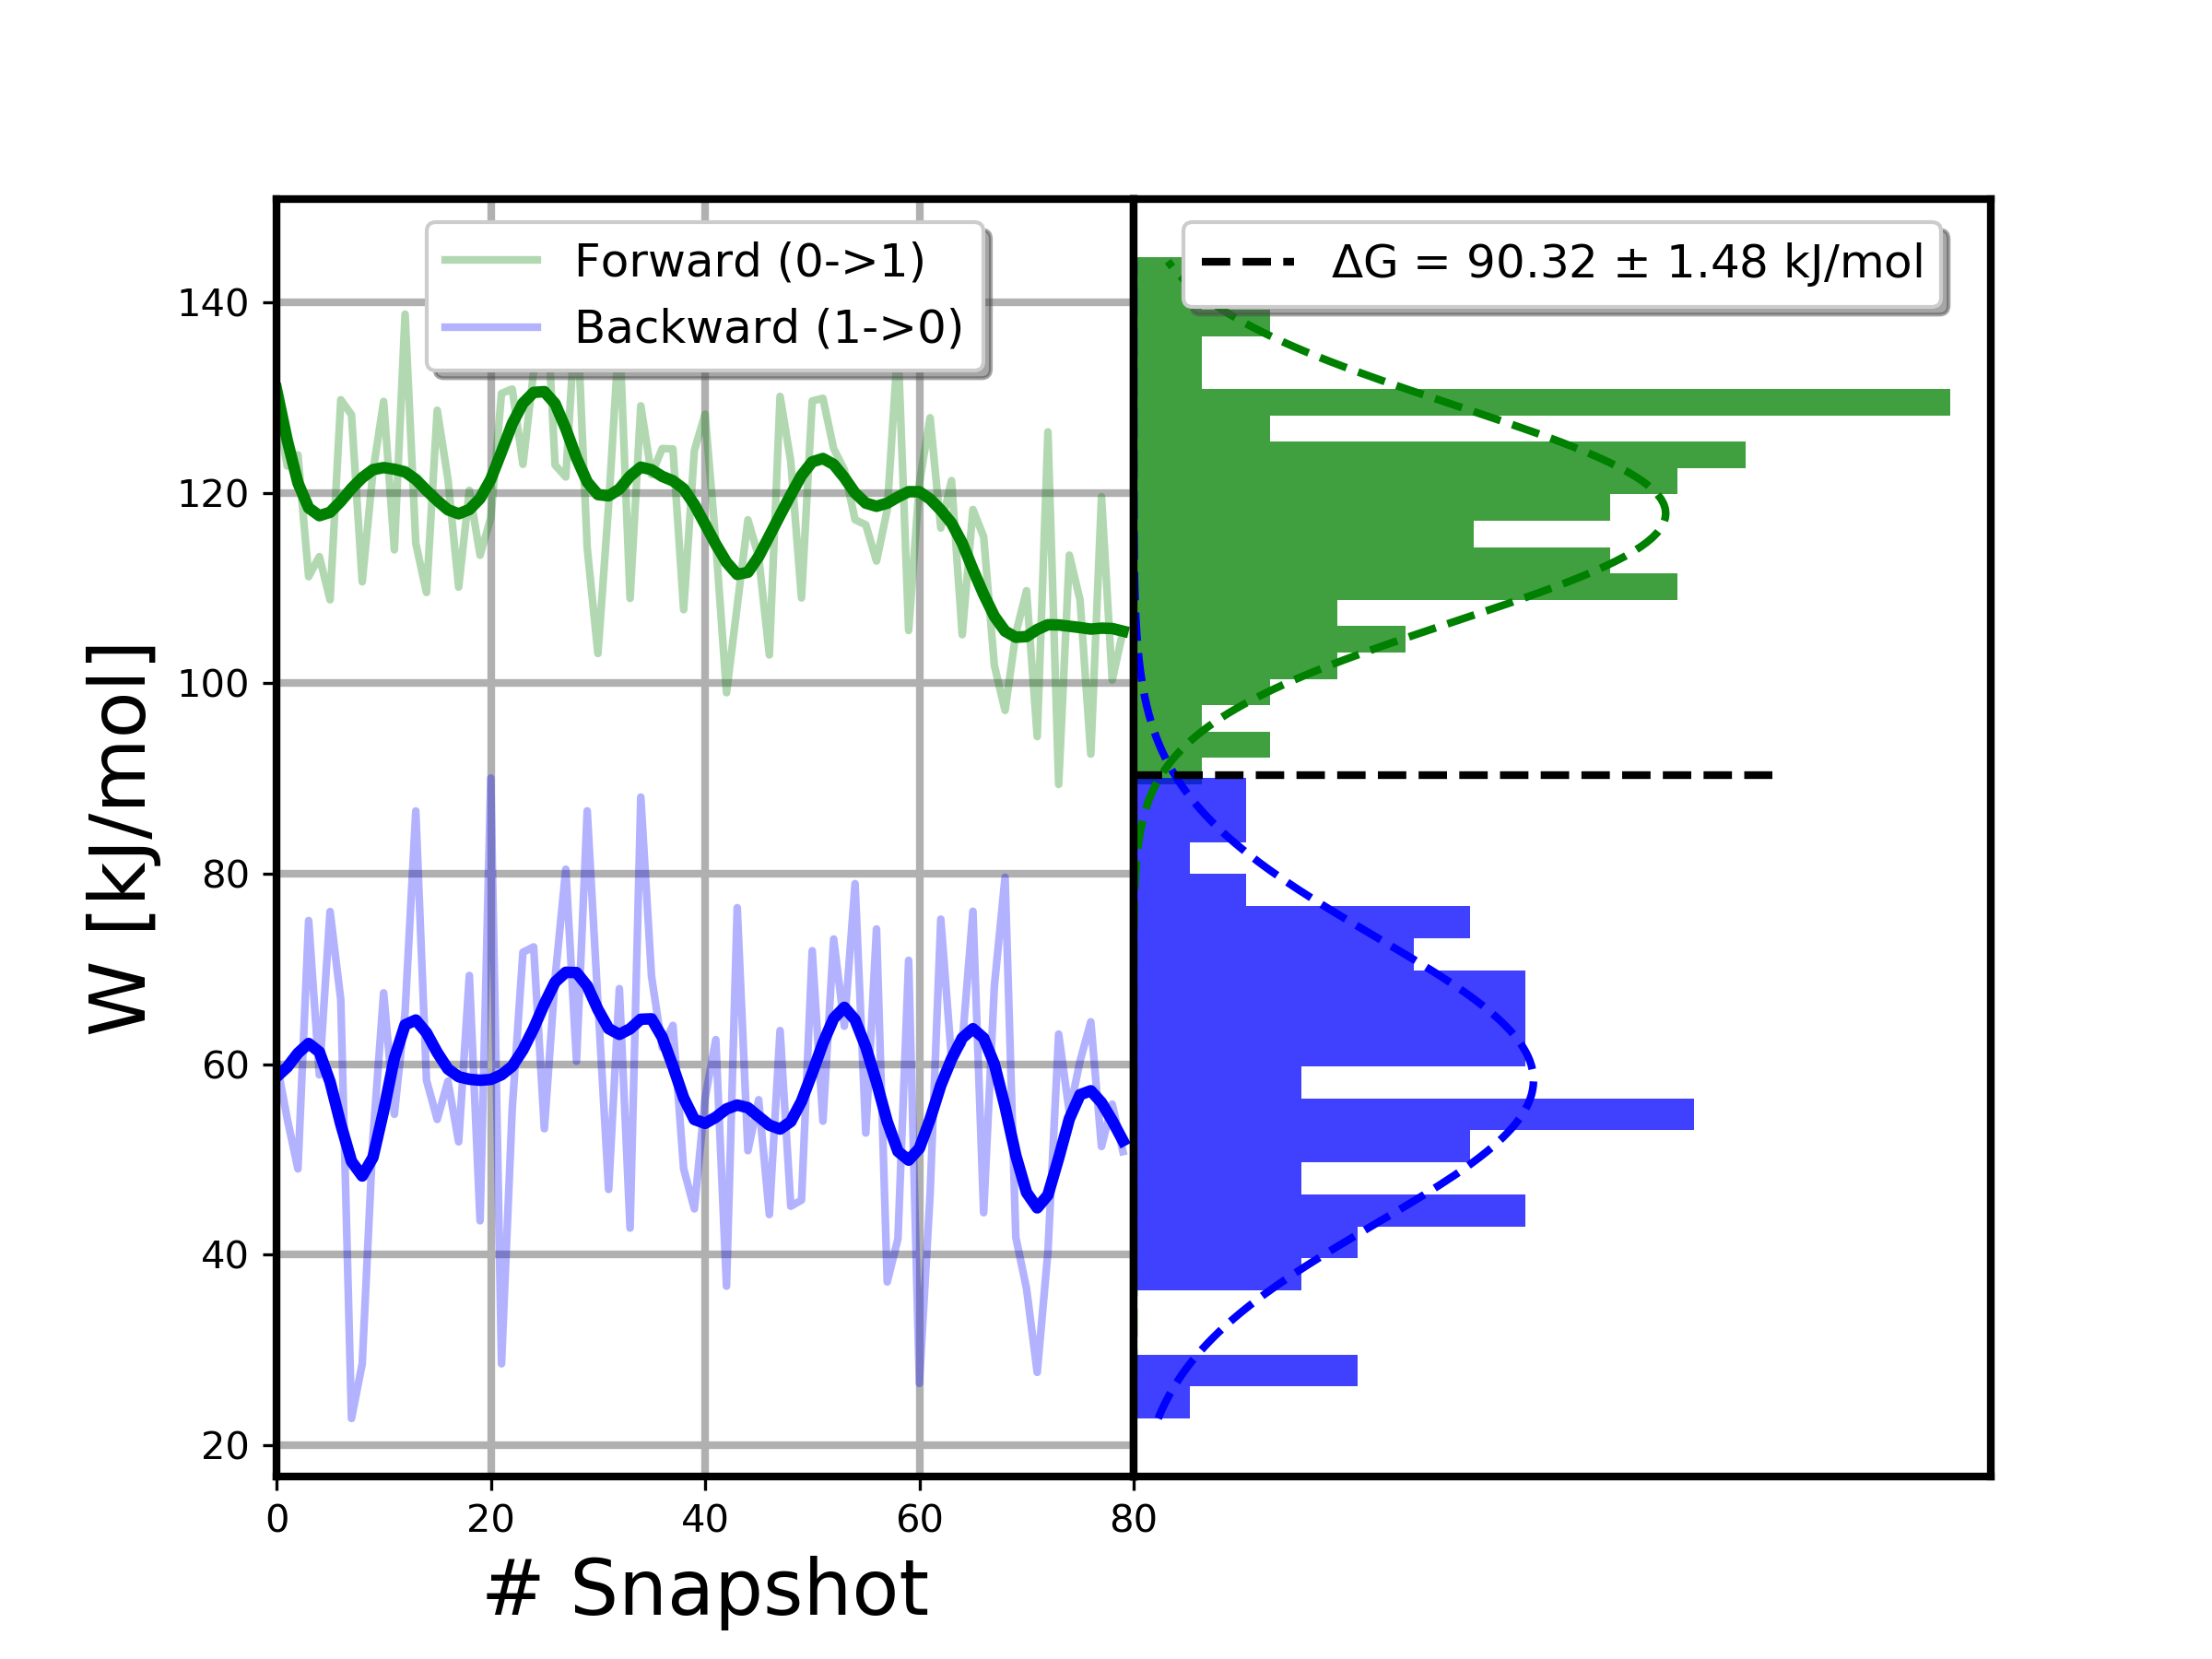 Forward (0->1)
Backward (1->0)
ΔG = 90.32 ± 1.48 kJ/mol
W [kJ/mol]
140
120
100
80
60
40
20
0
20
40
60
80
# Snapshot